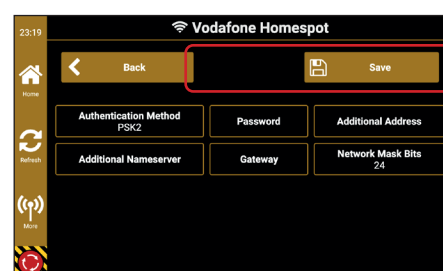 23:19
Vodafone Homespot
Back
Save
Home
Authentication Method
PSK2
Password
Additional Address
Refresh
Additional Nameserver
Gateway
Network Mask Bits
24
More